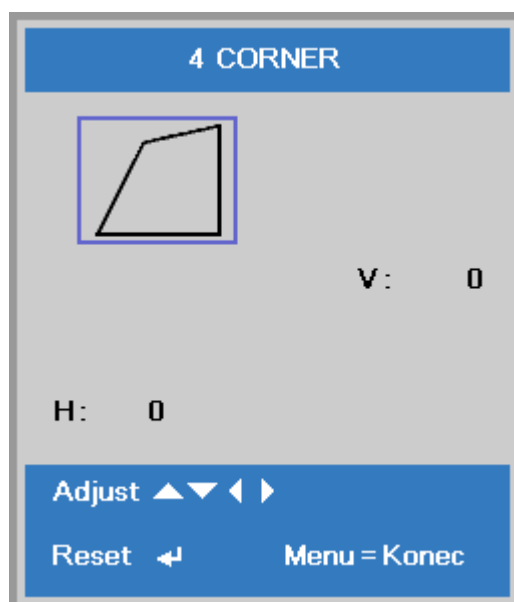 4 CORNER
V: 0
H: 0
Adjust ▲▼◀▶
Reset ↵ Menu = Konec